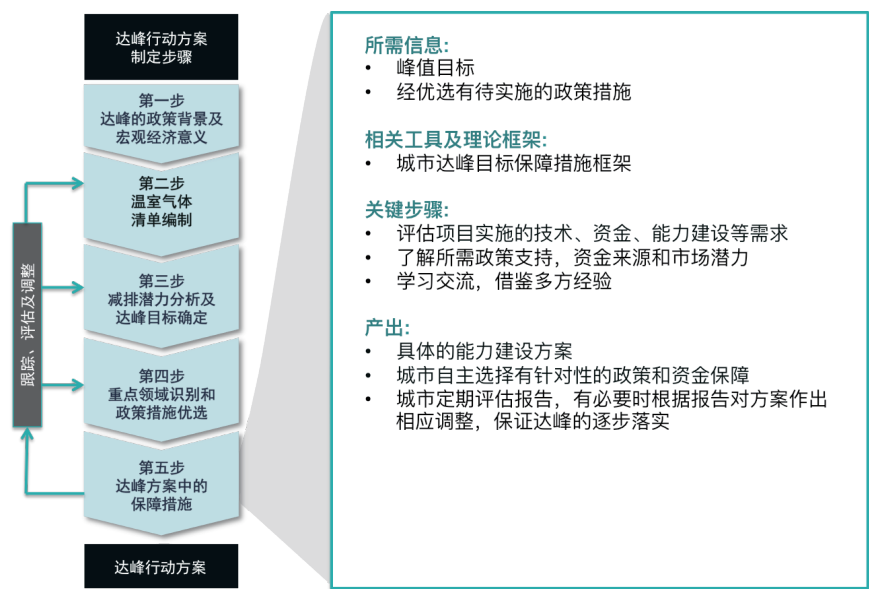 达峰行动方案
制定步骤
第一步
达峰的政策背景及
宏观经济意义
第二步
温室气体
清单编制
第三步
减排潜力分析及
达峰目标确定
第四步
重点领域识别和
政策措施优选
第五步
达峰方案中的
保障措施
达峰行动方案
跟踪、评估及调整
所需信息:
• 峰值目标
• 经优选有待实施的政策措施
相关工具及理论框架:
• 城市达峰目标保障措施框架
关键步骤:
• 评估项目实施的技术、资金、能力建设等需求
• 了解所需政策支持，资金来源和市场潜力
• 学习交流，借鉴多方经验
产出:
• 具体的能力建设方案
• 城市自主选择有针对性的政策和资金保障
• 城市定期评估报告，有必要时根据报告对方案作出
相应调整，保证达峰的逐步落实